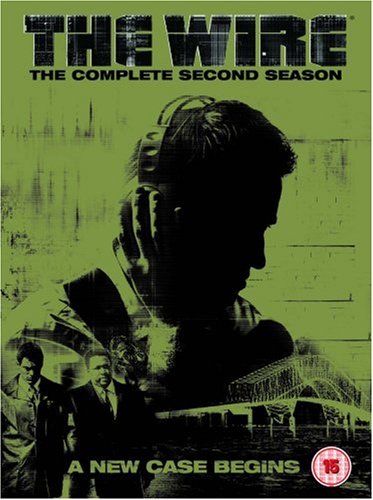 THE WIRE®
THE COMPLETE SECOND SEASON
A NEW CASE BEGINS
15